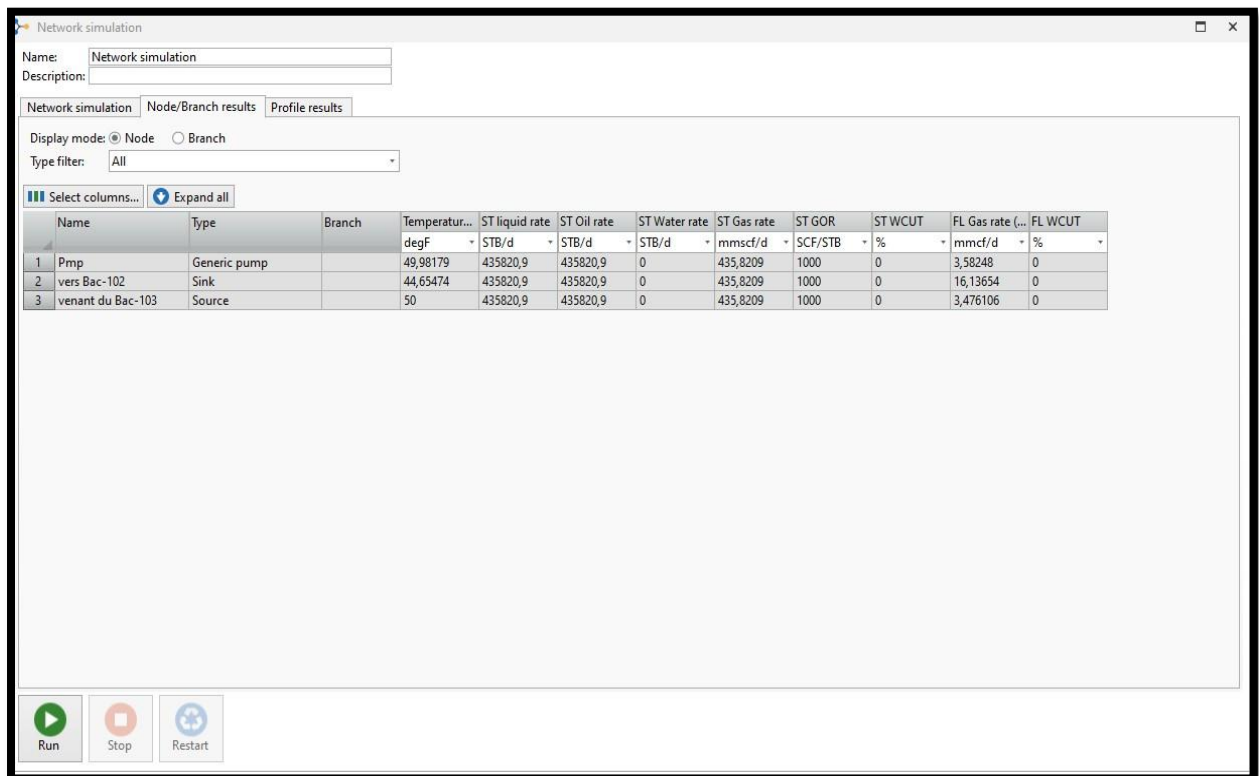 Network simulation
Name: Network simulation
Description:
Network simulation Node/Branch results Profile results
Display mode: Node Branch
Type filter: All
Select columns... Expand all
Name Type Branch Temperatur... ST liquid rate ST Oil rate ST Water rate ST Gas rate ST GOR ST WCUT FL Gas rate (... FL WCUT
degF STB/d STB/d STB/d mmscf/d SCF/STB % mmcf/d %
1 Pmp Generic pump 49,98179 435820,9 435820,9 0 435,8209 1000 0 3,58248 0
2 vers Bac-102 Sink 44,65474 435820,9 435820,9 0 435,8209 1000 0 16,13654 0
3 venant du Bac-103 Source 50 435820,9 435820,9 0 435,8209 1000 0 3,476106 0
Run Stop Restart